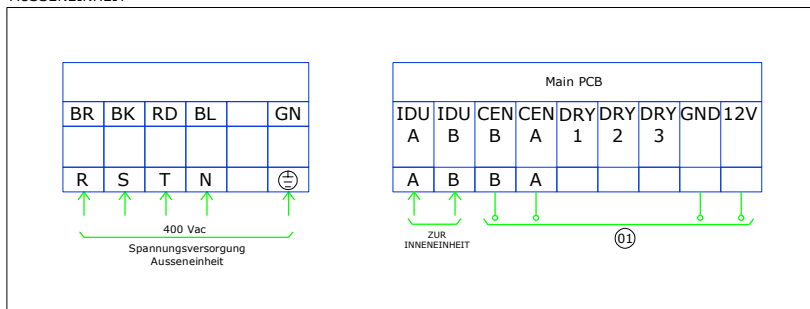 Main PCB
BR BK RD BL GN
IDU IDU CEN CEN DRY DRY DRY GND 12V
A B B A 1 2 3
R S T N
A B B A
400 Vac
Spannungsversorgung
Ausseneinheit
ZUR
INNENEINHEIT
01